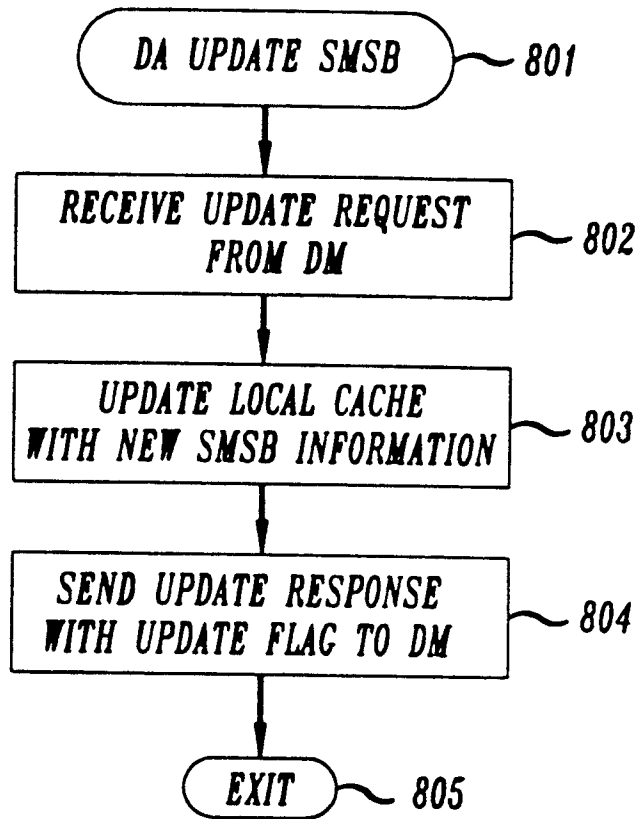 DA UPDATE SMSB
801
RECEIVE UPDATE REQUEST
FROM DM
802
UPDATE LOCAL CACHE
WITH NEW SMSB INFORMATION
803
SEND UPDATE RESPONSE
WITH UPDATE FLAG TO DM
804
EXIT
805